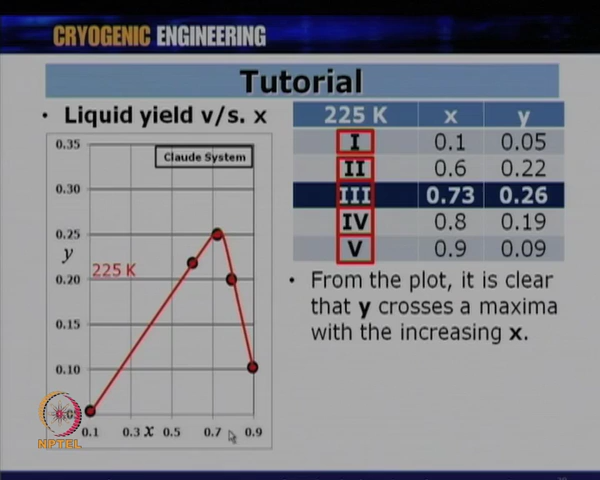 CRYOGENIC ENGINEERING
Tutorial
• Liquid yield v/s. x
Claude System
0.35
0.30
0.25
y
0.20
0.15
0.10
0.05
225 K
0.1 0.3 x 0.5 0.7 0.9
NPTEL
225 K x y
I 0.1 0.05
II 0.6 0.22
III 0.73 0.26
IV 0.8 0.19
V 0.9 0.09
• From the plot, it is clear
that y crosses a maxima
with the increasing x.